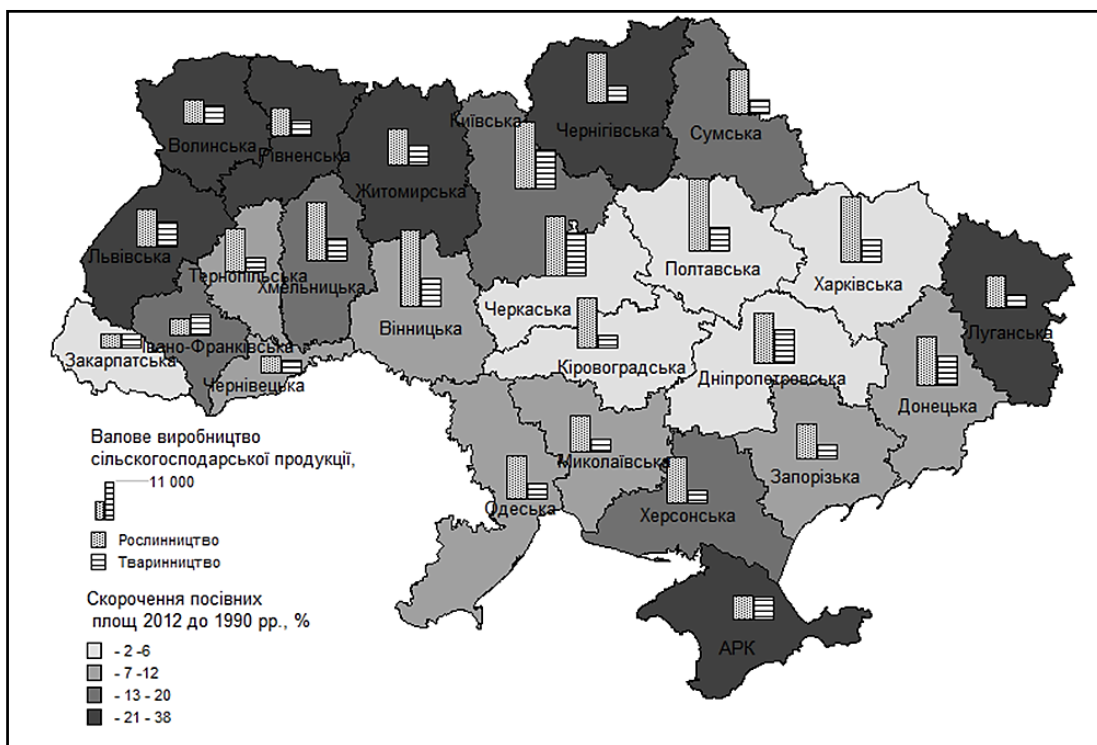 Волинська
Рівненська
Житомирська
Київська
Чернігівська
Сумська
Львівська
Тернопільська
Хмельницька
Вінницька
Черкаська
Полтавська
Харківська
Луганська
Закарпатська
Івано-Франківська
Чернівецька
Кіровоградська
Дніпропетровська
Донецька
Миколаївська
Запорізька
Одеська
Херсонська
АРК
Валове виробництво
сільскогосподарської продукції,
11 000
Рослинництво
Тваринництво
Скорочення посівних
площ 2012 до 1990 рр., %
- 2 -6
- 7 -12
- 13 - 20
- 21 - 38